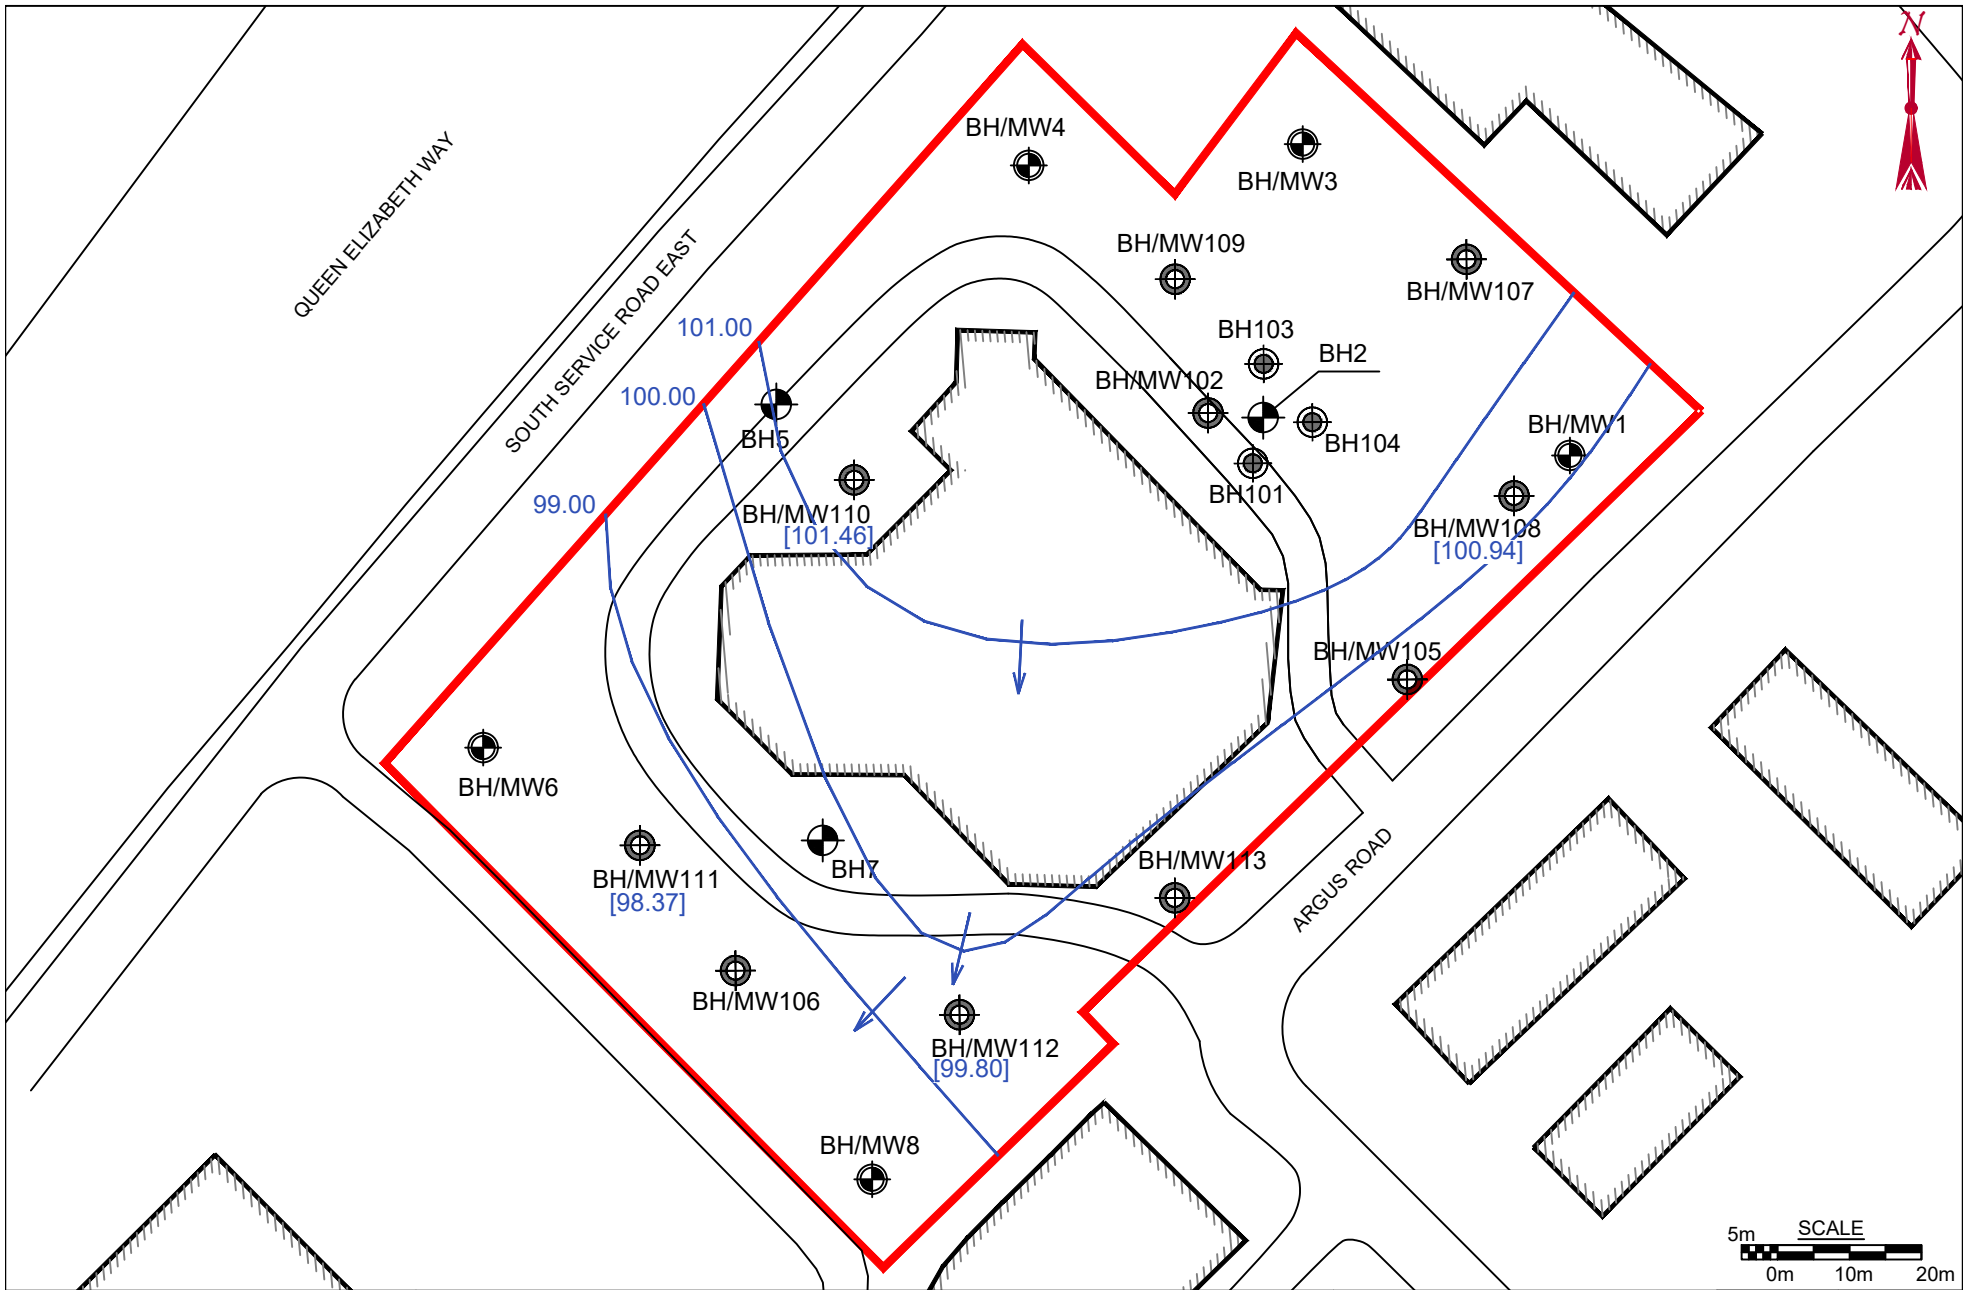 N
BH/MW4
BH/MW3
QUEEN ELIZABETH WAY
SOUTH SERVICE ROAD EAST
BH/MW109
BH/MW107
101.00
BH103
BH2
BH/MW102
100.00
BH5
BH104
BH/MW1
BH101
99.00
BH/MW110
[101.46]
BH/MW108
[100.94]
BH/MW105
BH/MW6
BH7
BH/MW113
ARGUS ROAD
BH/MW111
[98.37]
BH/MW106
BH/MW112
[99.80]
BH/MW8
SCALE
5m
0m 10m 20m